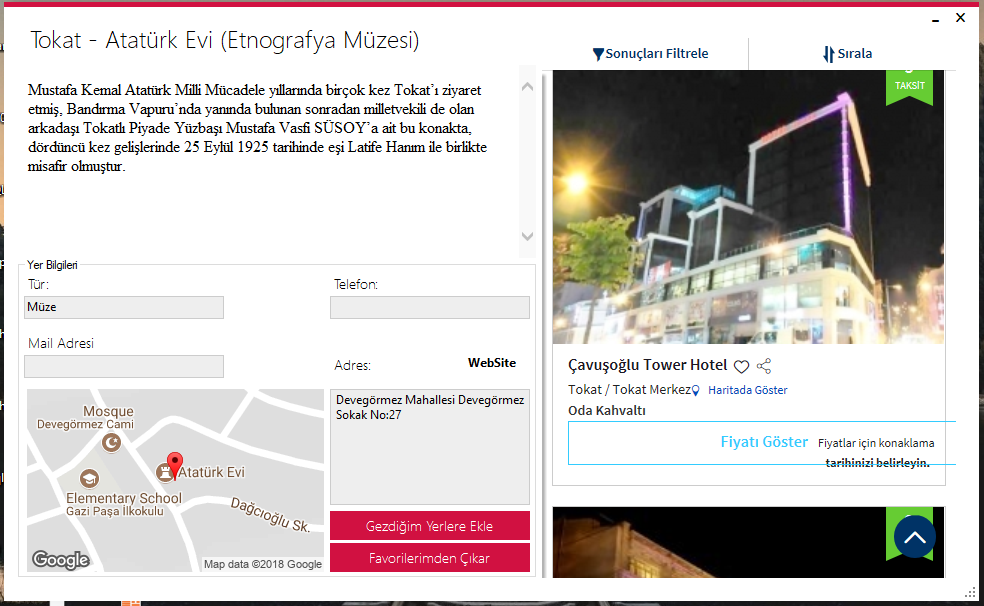 Tokat - Atatürk Evi (Etnografya Müzesi)
Mustafa Kemal Atatürk Milli Mücadele yıllarında birçok kez Tokat’ı ziyaret
etmiş, Bandırma Vapuru’nda yanında bulunan sonradan milletvekili de olan
arkadaşı Tokatlı Piyade Yüzbaşı Mustafa Vasfi SÜSOY’a ait bu konakta,
dördüncü kez gelişlerinde 25 Eylül 1925 tarihinde eşi Latife Hanım ile birlikte
misafir olmuştur.
Yer Bilgileri
Tür:
Müze
Telefon:
Mail Adresi
Adres:
WebSite
Devegörmez Mahallesi Devegörmez
Sokak No:27
Mosque
Devegörmez Cami
Atatürk Evi
Elementary School
Gazi Paşa İlkokulu
Dağcıoğlu Sk.
Google
Map data ©2018 Google
Gezdiğim Yerlere Ekle
Favorilerimden Çıkar
Sonuçları Filtrele
Sırala
TAKSİT
Çavuşoğlu Tower Hotel
Tokat / Tokat Merkez
Haritada Göster
Oda Kahvaltı
Fiyatı Göster
Fiyatlar için konaklama
tarihinizi belirleyin.